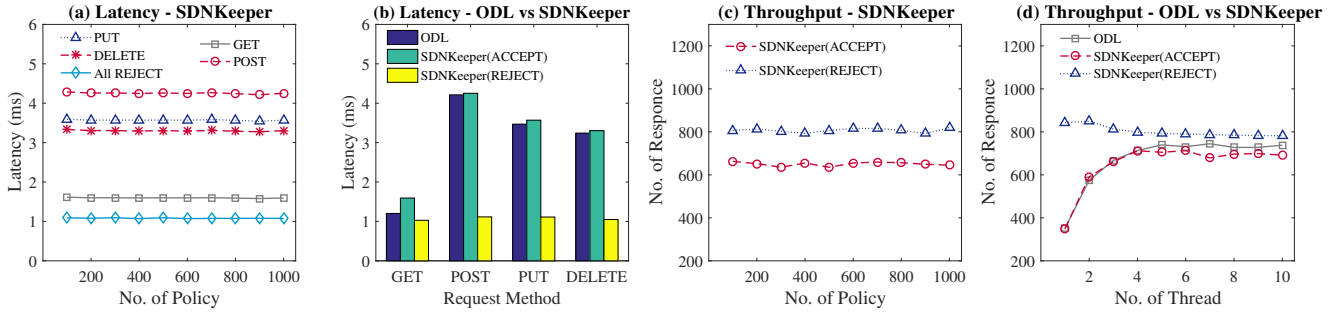 (a) Latency - SDNKeeper
PUT
DELETE
All REJECT
GET
POST
Latency (ms)
6
5
4
3
2
1
0
200 400 600 800 1000
No. of Policy
(b) Latency - ODL vs SDNKeeper
ODL
SDNKeeper(ACCEPT)
SDNKeeper(REJECT)
Latency (ms)
6
5
4
3
2
1
0
GET POST PUT DELETE
Request Method
(c) Throughput - SDNKeeper
SDNKeeper(ACCEPT)
SDNKeeper(REJECT)
No. of Responce
1200
1000
800
600
400
200
200 400 600 800 1000
No. of Policy
(d) Throughput - ODL vs SDNKeeper
ODL
SDNKeeper(ACCEPT)
SDNKeeper(REJECT)
No. of Responce
1200
1000
800
600
400
200
2 4 6 8 10
No. of Thread